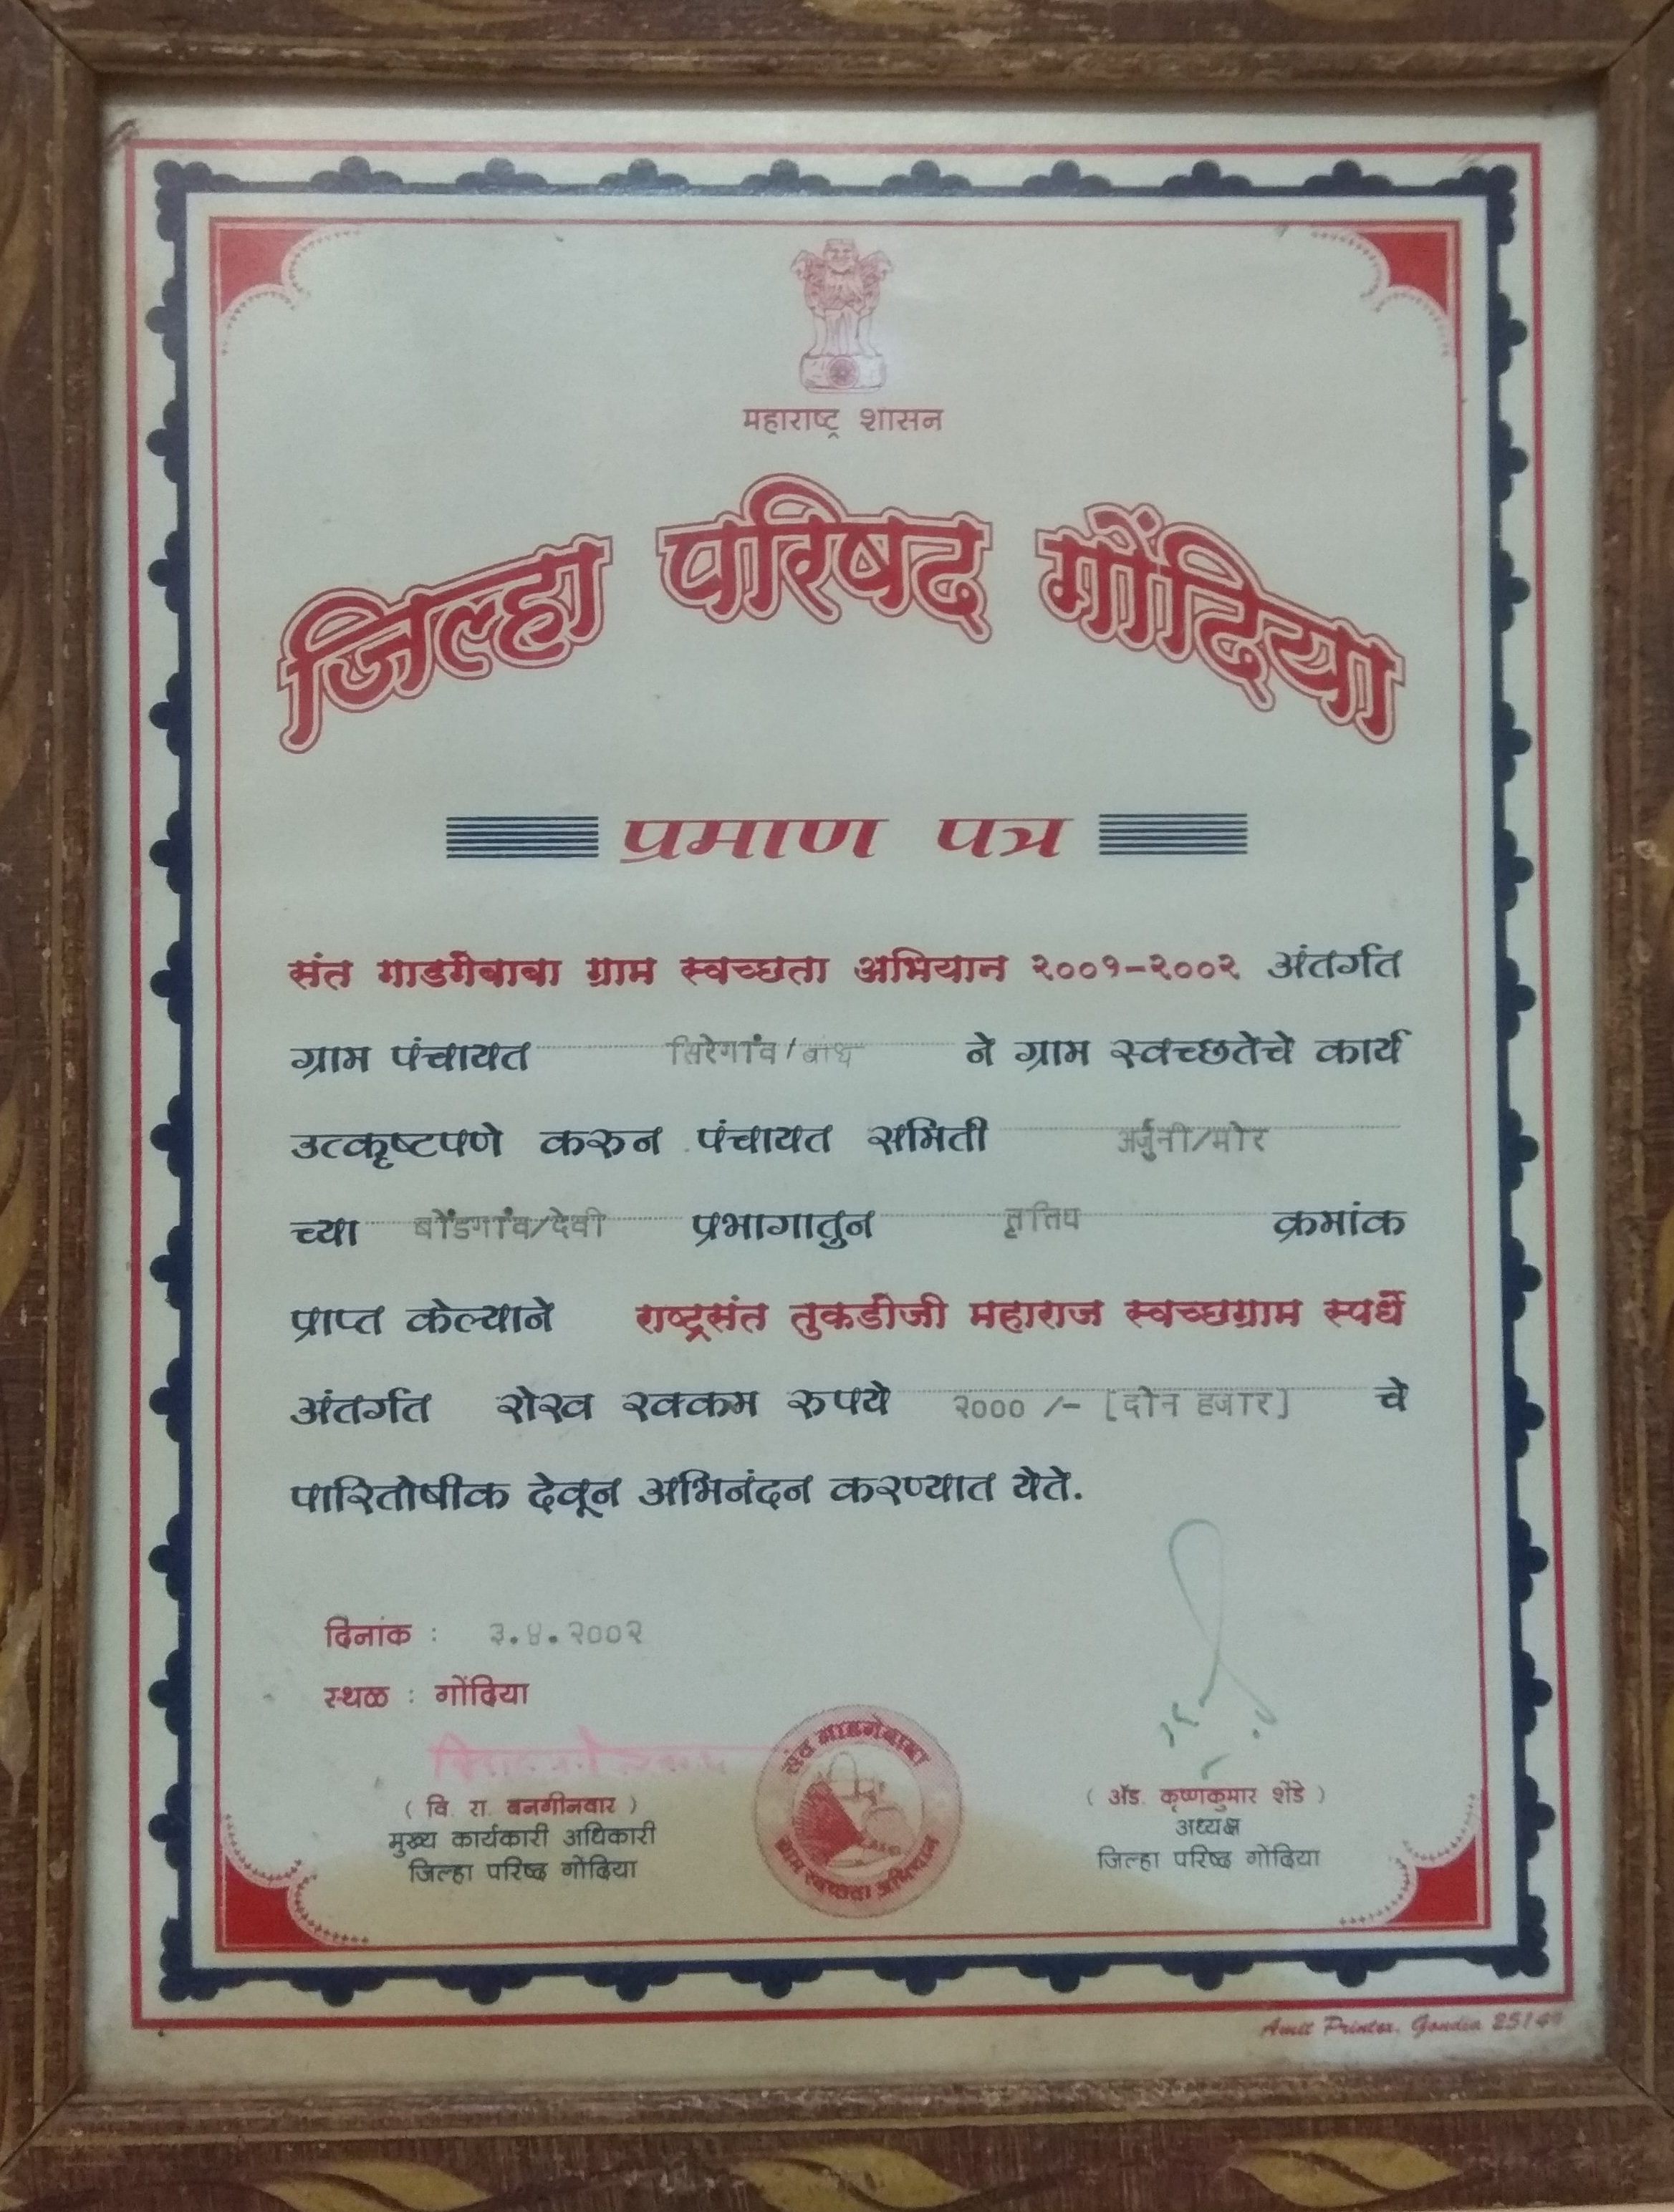 महाराष्ट्र शासन
जिल्हा परिषद गोंदिया
प्रमाण पत्र
संत गाडगेबाबा ग्राम स्वच्छता अभियान २००१-२००२ अंतर्गत
ग्राम पंचायत सिरेगांव/बांध ने ग्राम स्वच्छतेचे कार्य
उत्कृष्टपणे करुन पंचायत समिती अर्जुनी/मोर
च्या बोंडगांव/देवी प्रभागातुन तृतिय क्रमांक
प्राप्त केल्याने राष्ट्रसंत तुकडोजी महाराज स्वच्छग्राम स्पर्धे
अंतर्गत रोख रक्कम रुपये २००० /- [दोन हजार] चे
पारितोषीक देवून अभिनंदन करण्यात येते.
दिनांक : ३.४.२००२
स्थळ : गोंदिया
संत गाडगेबाबा
ग्राम स्वच्छता अभियान
( वि. रा. बनगीनवार )
मुख्य कार्यकारी अधिकारी
जिल्हा परिषद गोंदिया
( ॲड. कृष्णकुमार शेंडे )
अध्यक्ष
जिल्हा परिषद गोंदिया
Amit Printex, Gondia